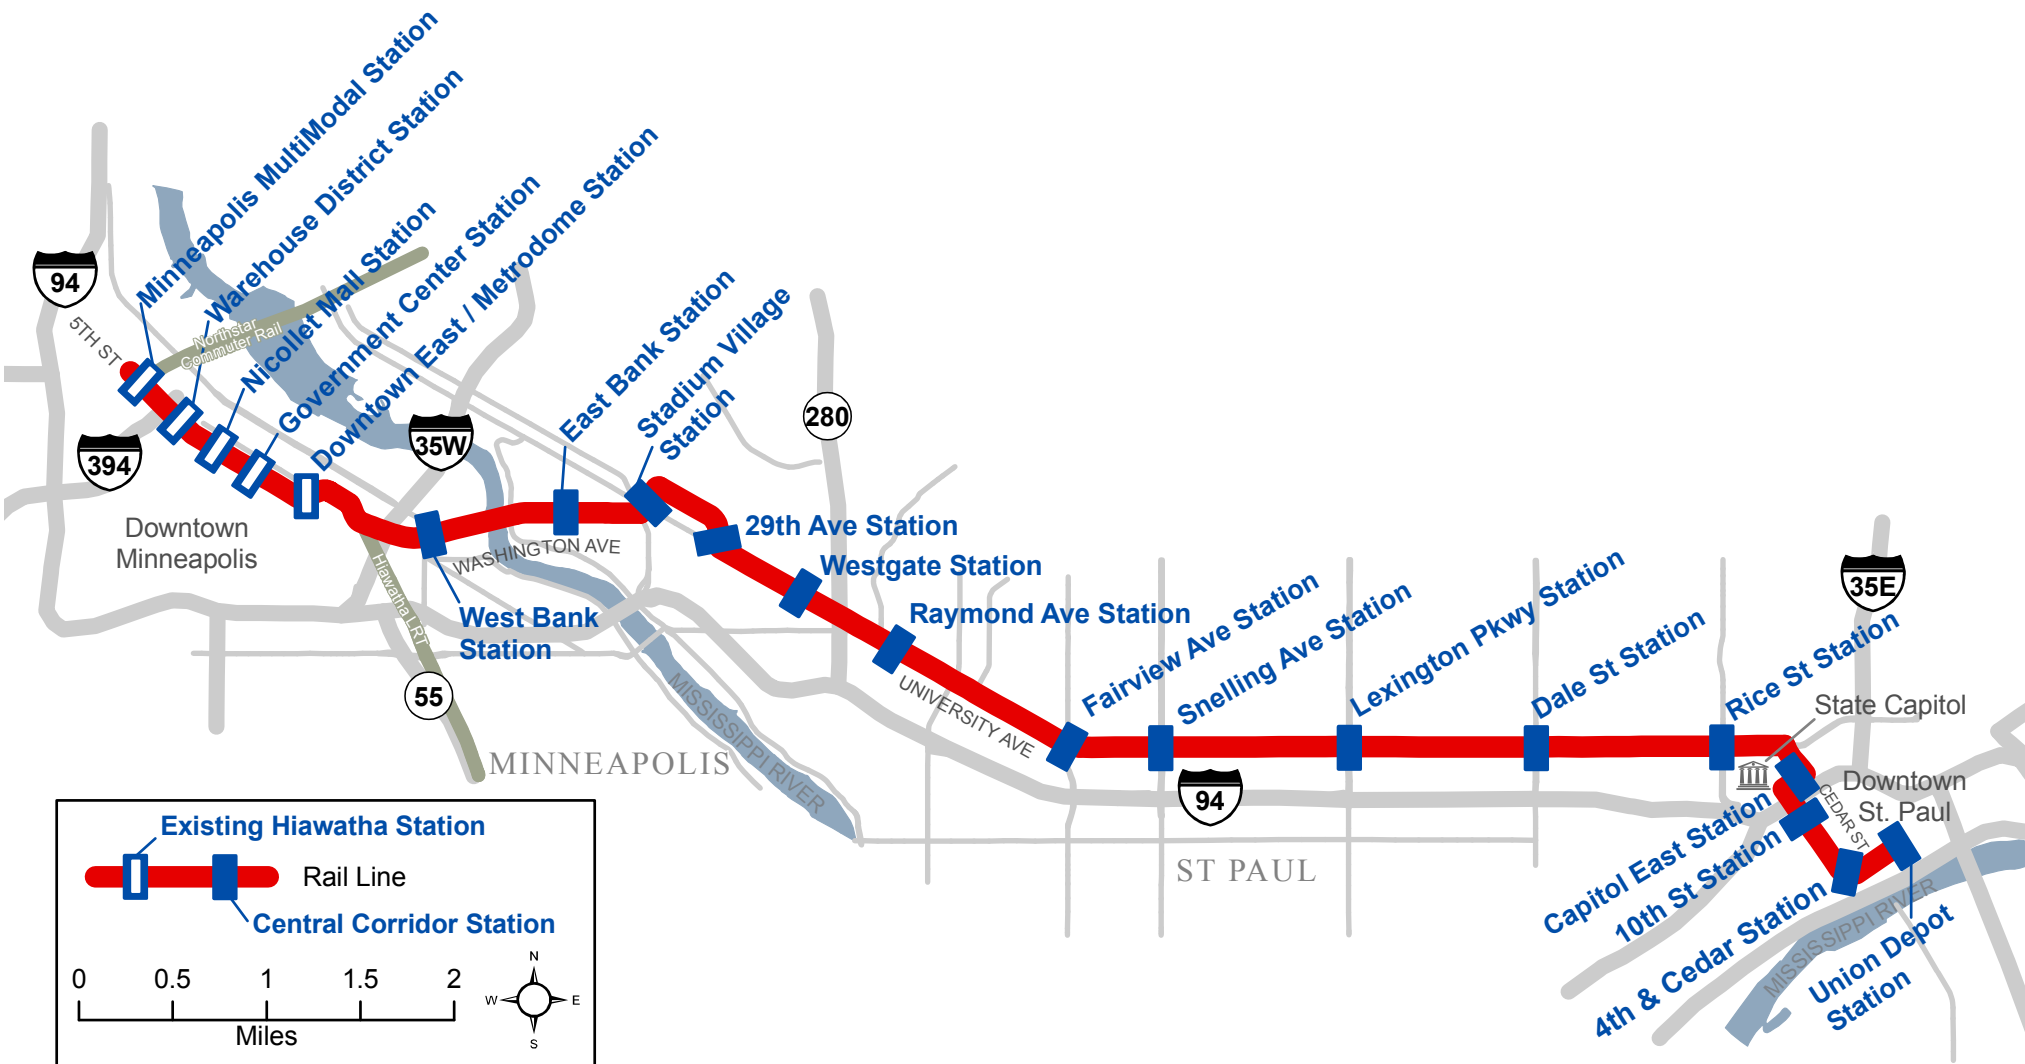 Minneapolis MultiModal Station
Warehouse District Station
Nicollet Mall Station
Government Center Station
Downtown East / Metrodome Station
East Bank Station
Stadium Village
Station
94
5TH ST
Northstar
Commuter Rail
394
35W
280
Downtown
Minneapolis
Hiawatha LRT
WASHINGTON AVE
West Bank
Station
29th Ave Station
Westgate Station
Raymond Ave Station
Fairview Ave Station
Snelling Ave Station
Lexington Pkwy Station
Dale St Station
Rice St Station
35E
State Capitol
55
MISSISSIPPI RIVER
UNIVERSITY AVE
MINNEAPOLIS
94
ST PAUL
Downtown
St. Paul
CEDAR ST
Capitol East Station
10th St Station
4th & Cedar Station
MISSISSIPPI RIVER
Union Depot
Station
Existing Hiawatha Station
Rail Line
Central Corridor Station
0 0.5 1 1.5 2
Miles
N
W E
S